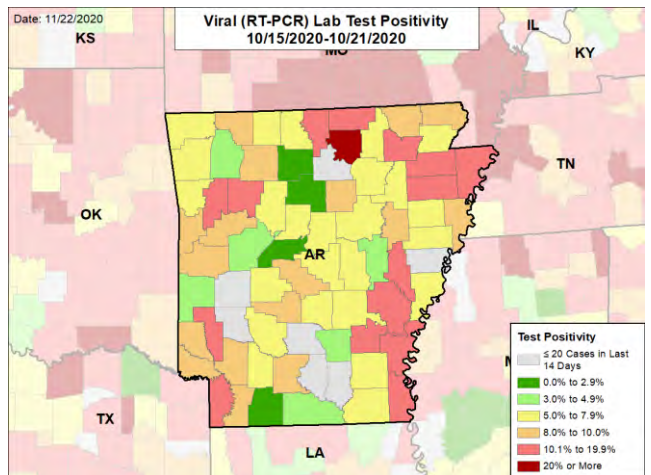 Date: 11/22/2020
Viral (RT-PCR) Lab Test Positivity
10/15/2020-10/21/2020
KS
MO
IL
KY
TN
OK
AR
TX
LA
M
Test Positivity
≤ 20 Cases in Last
14 Days
0.0% to 2.9%
3.0% to 4.9%
5.0% to 7.9%
8.0% to 10.0%
10.1% to 19.9%
20% or More